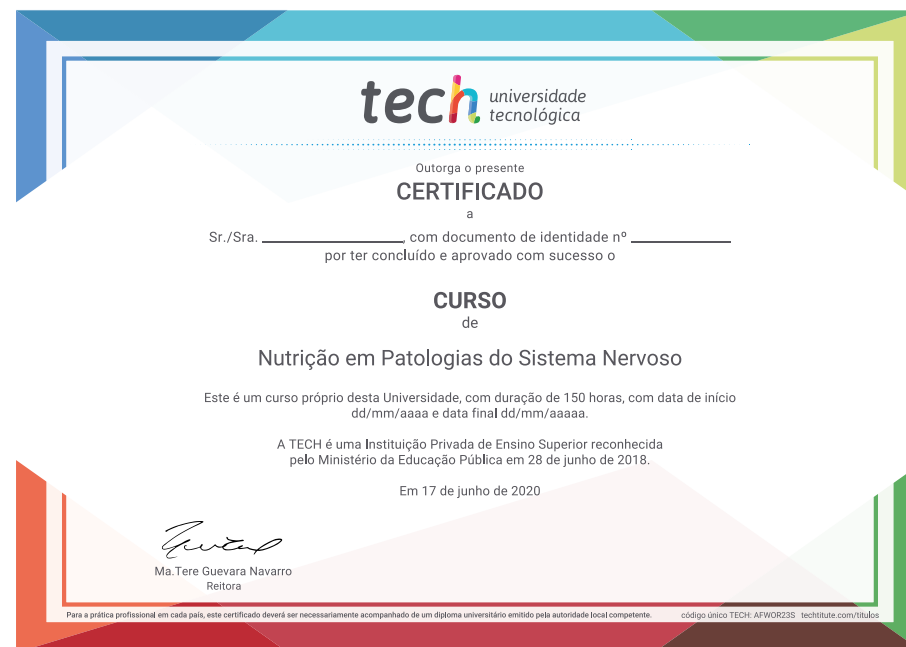 tech universidade
tecnológica
Outorga o presente
CERTIFICADO
a
Sr./Sra. ____________, com documento de identidade nº ____________
por ter concluído e aprovado com sucesso o
CURSO
de
Nutrição em Patologias do Sistema Nervoso
Este é um curso próprio desta Universidade, com duração de 150 horas, com data de início
dd/mm/aaaa e data final dd/mm/aaaaa.
A TECH é uma Instituição Privada de Ensino Superior reconhecida
pelo Ministério da Educação Pública em 28 de junho de 2018.
Em 17 de junho de 2020
Ma.Tere Guevara Navarro
Reitora
Para a prática profissional em cada país, este certificado deverá ser necessariamente acompanhado de um diploma universitário emitido pela autoridade local competente. código único TECH: AFWOR23S techtitute.com/titulos